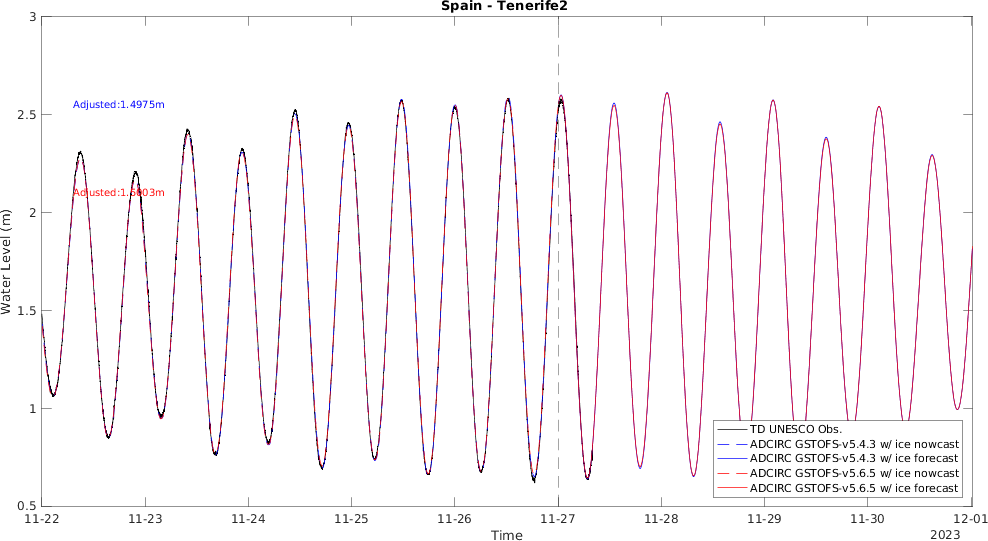 Spain - Tenerife2
3
2.5
2
1.5
1
0.5
Water Level (m)
Adjusted:1.4975m
Adjusted:1.5003m
TD UNESCO Obs.
ADCIRC GSTOFS-v5.4.3 w/ ice nowcast
ADCIRC GSTOFS-v5.4.3 w/ ice forecast
ADCIRC GSTOFS-v5.6.5 w/ ice nowcast
ADCIRC GSTOFS-v5.6.5 w/ ice forecast
11-22 11-23 11-24 11-25 11-26 11-27 11-28 11-29 11-30 12-01
Time
2023